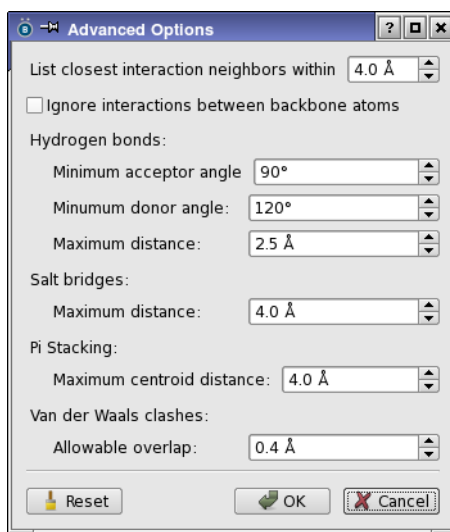 Advanced Options
List closest interaction neighbors within 4.0 Å
Ignore interactions between backbone atoms
Hydrogen bonds:
Minimum acceptor angle 90°
Minumum donor angle: 120°
Maximum distance: 2.5 Å
Salt bridges:
Maximum distance: 4.0 Å
Pi Stacking:
Maximum centroid distance: 4.0 Å
Van der Waals clashes:
Allowable overlap: 0.4 Å
Reset OK Cancel